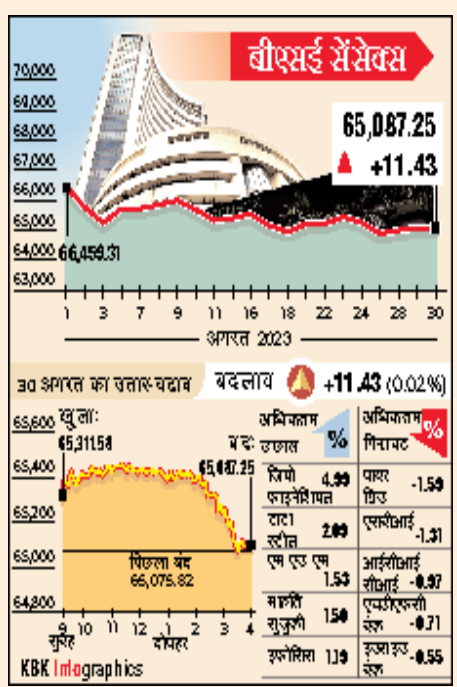 बीएसई सेंसेक्स
70,000
69,000
68,000
67,000
66,000
65,000
64,000
63,000
65,087.25
+11.43
66,459.31
1 3 7 9 11 16 18 22 24 28 30
अगस्त 2023
30 अगस्त का उतार-चढ़ाव
बदलाव +11.43 (0.02%)
65,600
65,400
65,200
65,000
64,800
खुला:
65,311.58
बंद:
65,087.25
पिछला बंद
65,075.82
9 10 11 12 1 2 3 4
सुबह दोपहर
अधिकतम
उछाल %
जियो
फाइनेंशियल 4.99
टाटा
स्टील 2.09
एम एंड एम
1.53
मारुति
सुजुकी 1.50
इंफोसिस 1.19
अधिकतम
गिरावट %
पावर
ग्रिड -1.59
एसबीआई
-1.31
आईसीआई
सीआई -0.97
एचडीएफसी
बैंक -0.71
इंडसइंड
बैंक -0.55
KBK Infographics